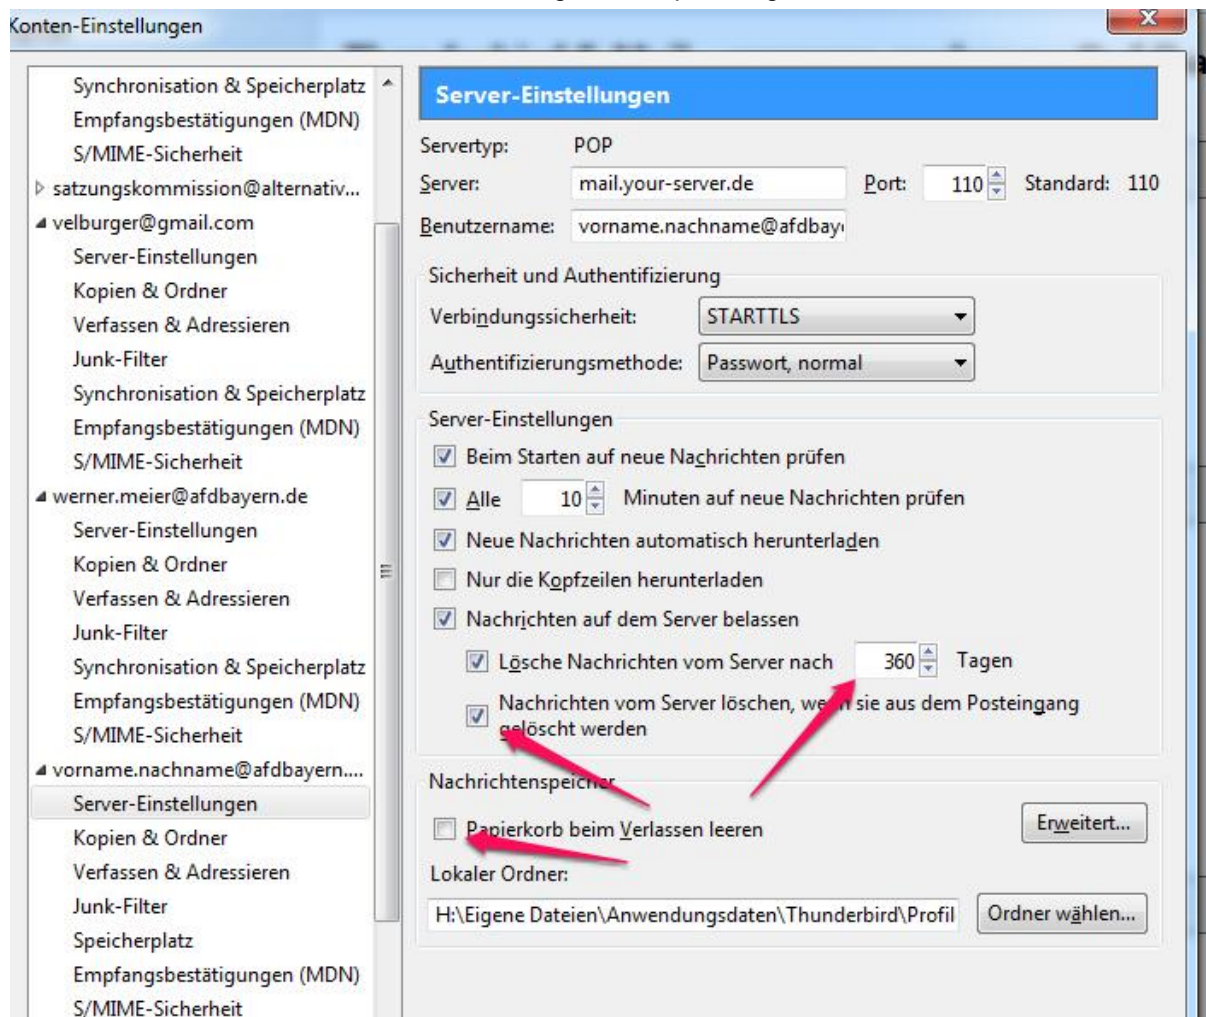 Konten-Einstellungen
Synchronisation & Speicherplatz
Empfangsbestätigungen (MDN)
S/MIME-Sicherheit
satzungskommission@alternativ...
velburger@gmail.com
Server-Einstellungen
Kopien & Ordner
Verfassen & Adressieren
Junk-Filter
Synchronisation & Speicherplatz
Empfangsbestätigungen (MDN)
S/MIME-Sicherheit
werner.meier@afdbayern.de
Server-Einstellungen
Kopien & Ordner
Verfassen & Adressieren
Junk-Filter
Synchronisation & Speicherplatz
Empfangsbestätigungen (MDN)
S/MIME-Sicherheit
vorname.nachname@afdbayern....
Server-Einstellungen
Kopien & Ordner
Verfassen & Adressieren
Junk-Filter
Speicherplatz
Empfangsbestätigungen (MDN)
S/MIME-Sicherheit
Server-Einstellungen
Servertyp: POP
Server: mail.your-server.de Port: 110 Standard: 110
Benutzername: vorname.nachname@afdbay
Sicherheit und Authentifizierung
Verbindungssicherheit: STARTTLS
Authentifizierungsmethode: Passwort, normal
Server-Einstellungen
Beim Starten auf neue Nachrichten prüfen
Alle 10 Minuten auf neue Nachrichten prüfen
Neue Nachrichten automatisch herunterladen
Nur die Kopfzeilen herunterladen
Nachrichten auf dem Server belassen
Lösche Nachrichten vom Server nach 360 Tagen
Nachrichten vom Server löschen, wenn sie aus dem Posteingang
gelöscht werden
Nachrichtenspeicher
Papierkorb beim Verlassen leeren Erweitert...
Lokaler Ordner:
H:\Eigene Dateien\Anwendungsdaten\Thunderbird\Profil Ordner wählen...